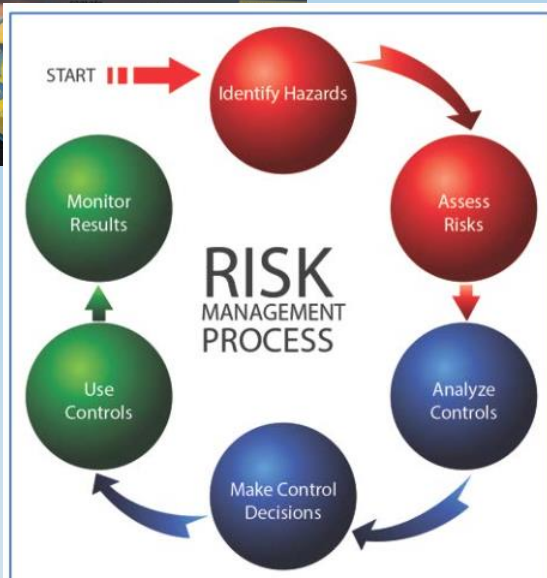 START
Identify Hazards
Assess
Risks
Analyze
Controls
Make Control
Decisions
Use
Controls
Monitor
Results
RISK
MANAGEMENT
PROCESS